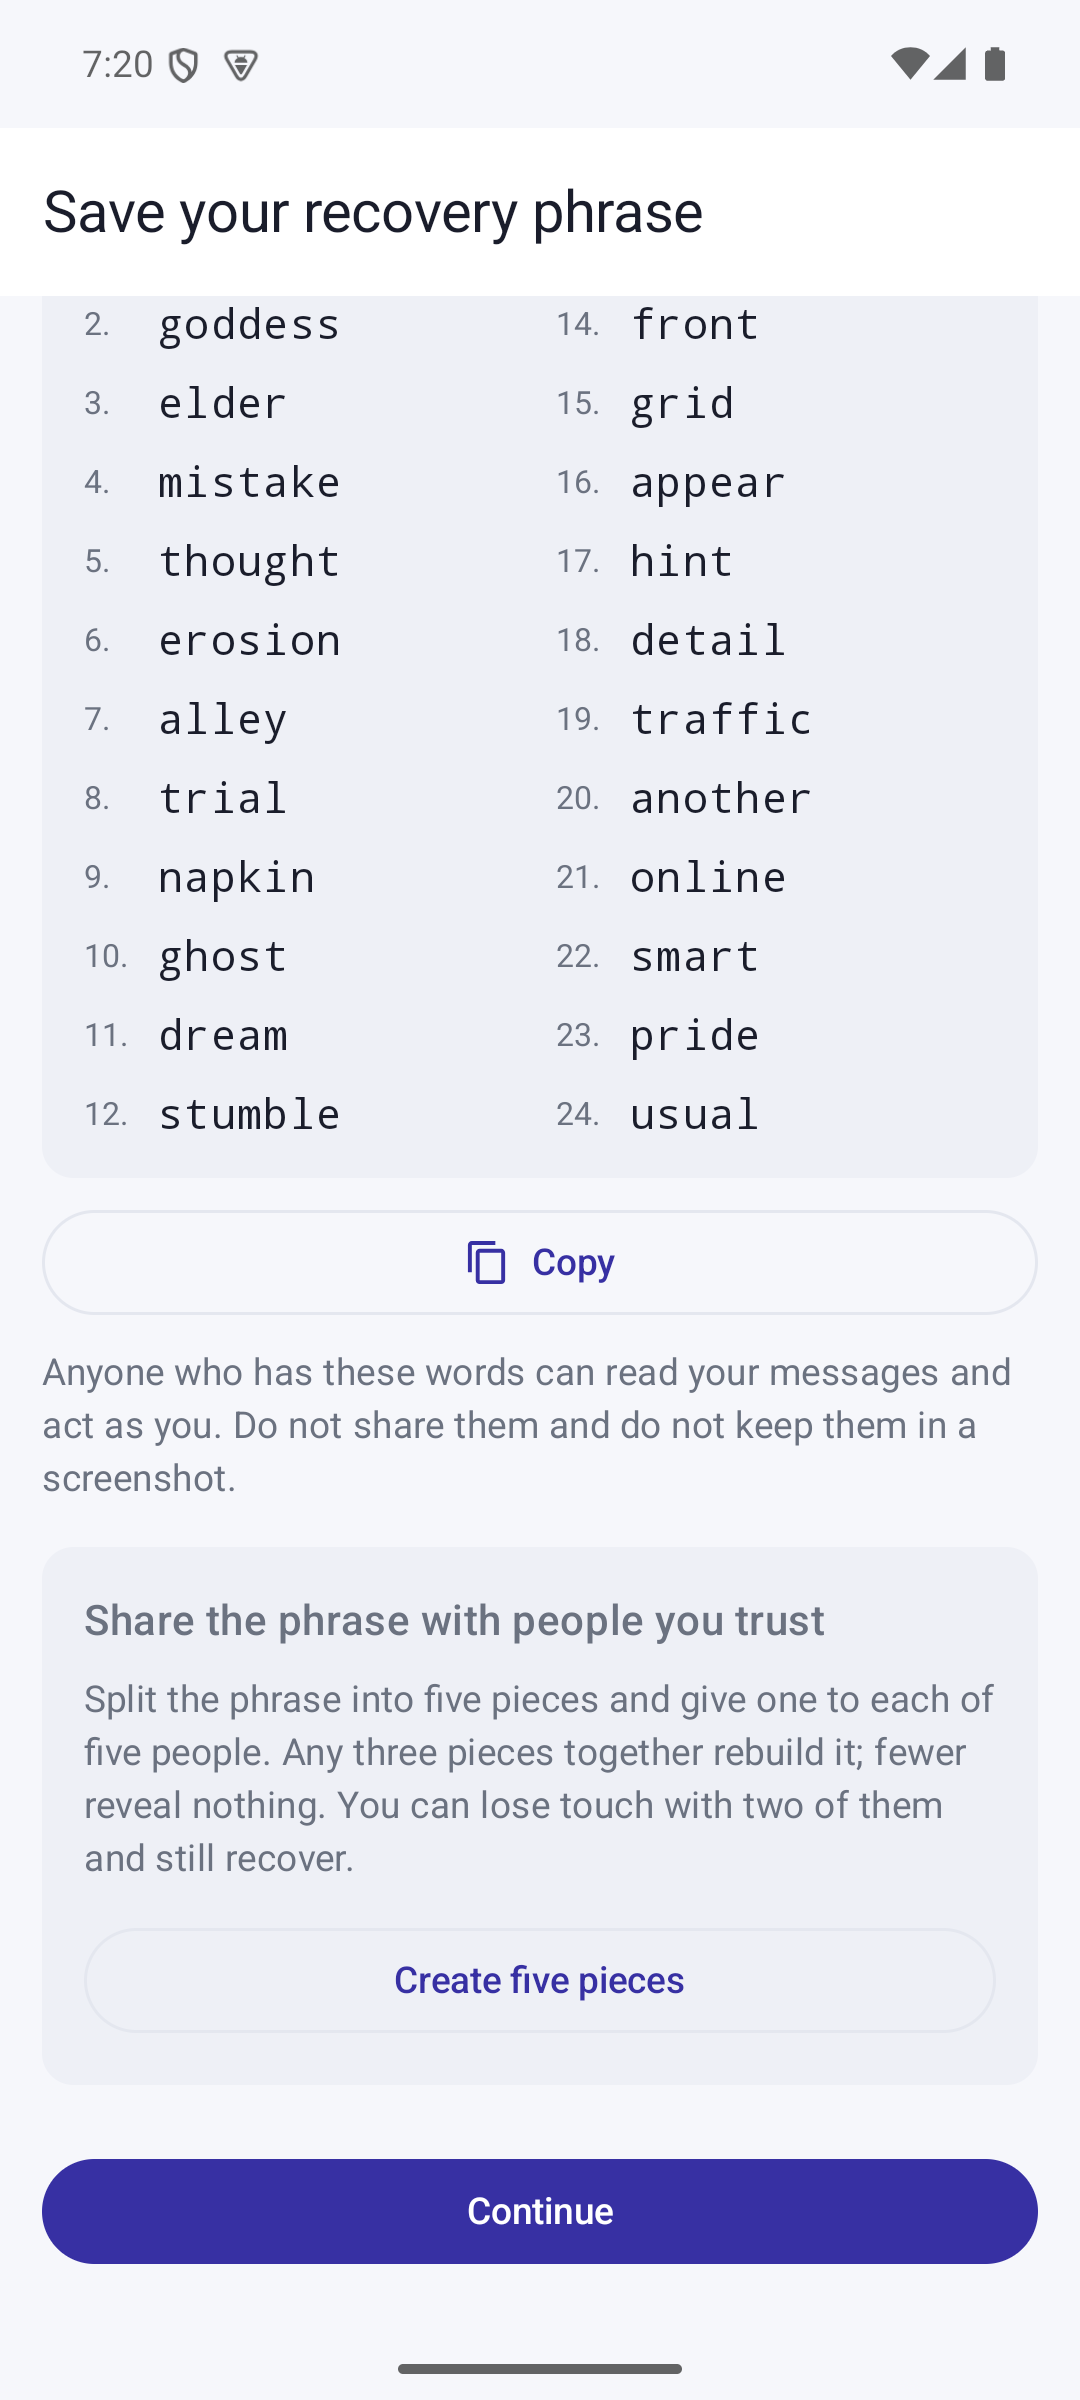 7:20
Save your recovery phrase
2. goddess
3. elder
4. mistake
5. thought
6. erosion
7. alley
8. trial
9. napkin
10. ghost
11. dream
12. stumble
14. front
15. grid
16. appear
17. hint
18. detail
19. traffic
20. another
21. online
22. smart
23. pride
24. usual
Copy
Anyone who has these words can read your messages and
act as you. Do not share them and do not keep them in a
screenshot.
Share the phrase with people you trust
Split the phrase into five pieces and give one to each of
five people. Any three pieces together rebuild it; fewer
reveal nothing. You can lose touch with two of them
and still recover.
Create five pieces
Continue